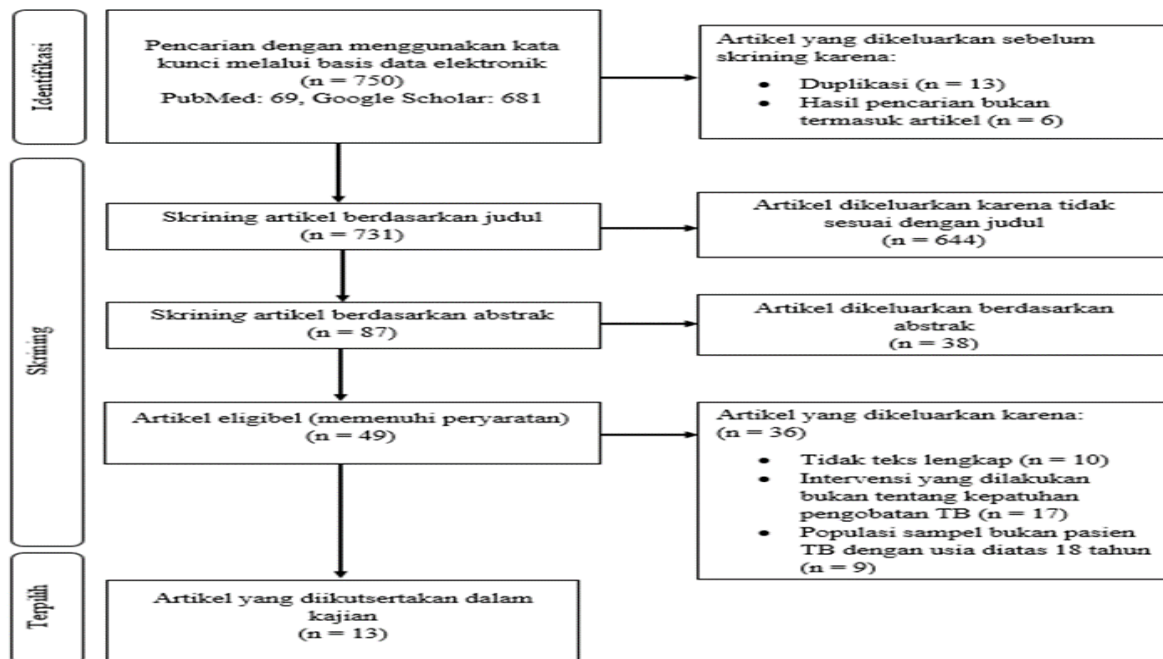 Identifikasi
Pencarian dengan menggunakan kata
kunci melalui basis data elektronik
(n = 750)
PubMed: 69, Google Scholar: 681
Artikel yang dikeluarkan sebelum
skrining karena:
• Duplikasi (n = 13)
• Hasil pencarian bukan
termasuk artikel (n = 6)
Skrining
Skrining artikel berdasarkan judul
(n = 731)
Artikel dikeluarkan karena tidak
sesuai dengan judul
(n = 644)
Skrining artikel berdasarkan abstrak
(n = 87)
Artikel dikeluarkan berdasarkan
abstrak
(n = 38)
Artikel eligibel (memenuhi peryaratan)
(n = 49)
Artikel yang dikeluarkan karena:
(n = 36)
• Tidak teks lengkap (n = 10)
• Intervensi yang dilakukan
bukan tentang kepatuhan
pengobatan TB (n = 17)
• Populasi sampel bukan pasien
TB dengan usia diatas 18 tahun
(n = 9)
Terpilih
Artikel yang diikutsertakan dalam
kajian
(n = 13)